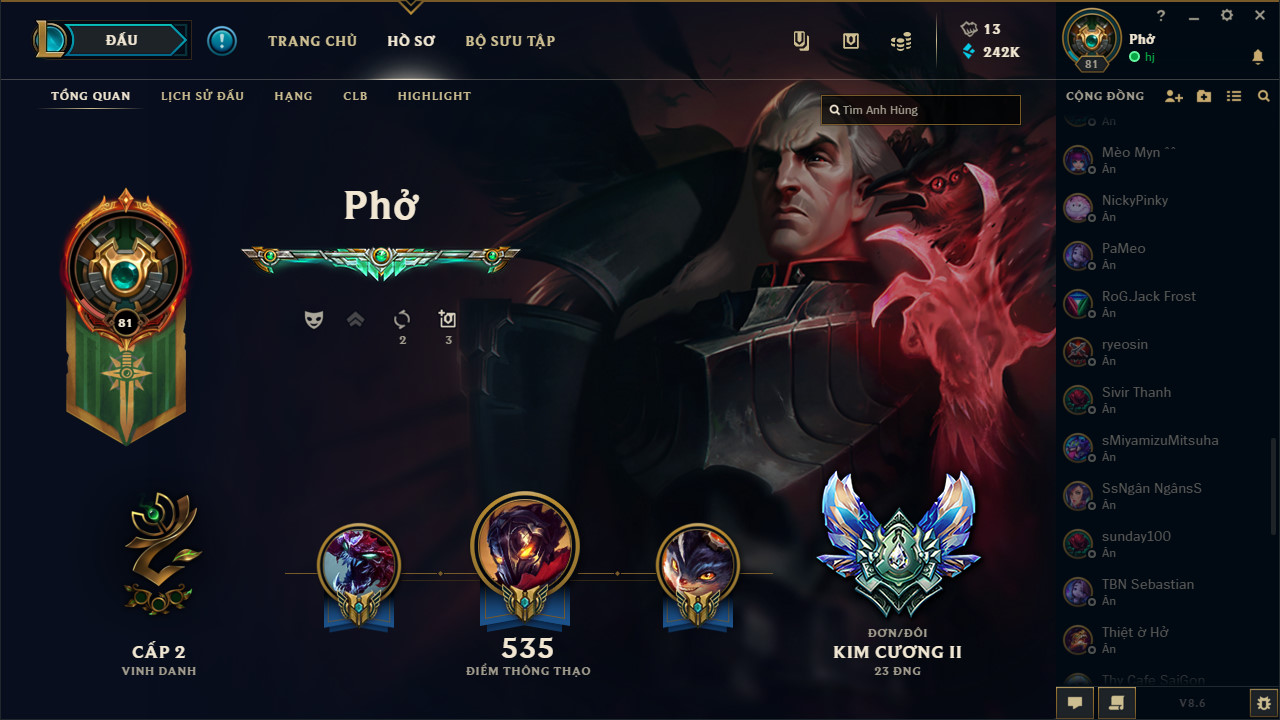 ĐẤU
TRANG CHỦ
HỒ SƠ
BỘ SƯU TẬP
13
242K
?
Phở
hj
81
TỔNG QUAN
LỊCH SỬ ĐẤU
HẠNG
CLB
HIGHLIGHT
Tìm Anh Hùng
CỘNG ĐỒNG
Ẩn
Mèo Myn ^^
Ẩn
NickyPinky
Ẩn
PaMeo
Ẩn
RoG.Jack Frost
Ẩn
ryeosin
Ẩn
Sivir Thanh
Ẩn
sMiyamizuMitsuha
Ẩn
SsNgân NgânsS
Ẩn
sunday100
Ẩn
TBN Sebastian
Ẩn
Thiệt ờ Hở
Ẩn
Thy Cafe SaiGon
V8.6
Phở
81
2
3
CẤP 2
VINH DANH
535
ĐIỂM THÔNG THẠO
ĐƠN/ĐÔI
KIM CƯƠNG II
23 ĐNG